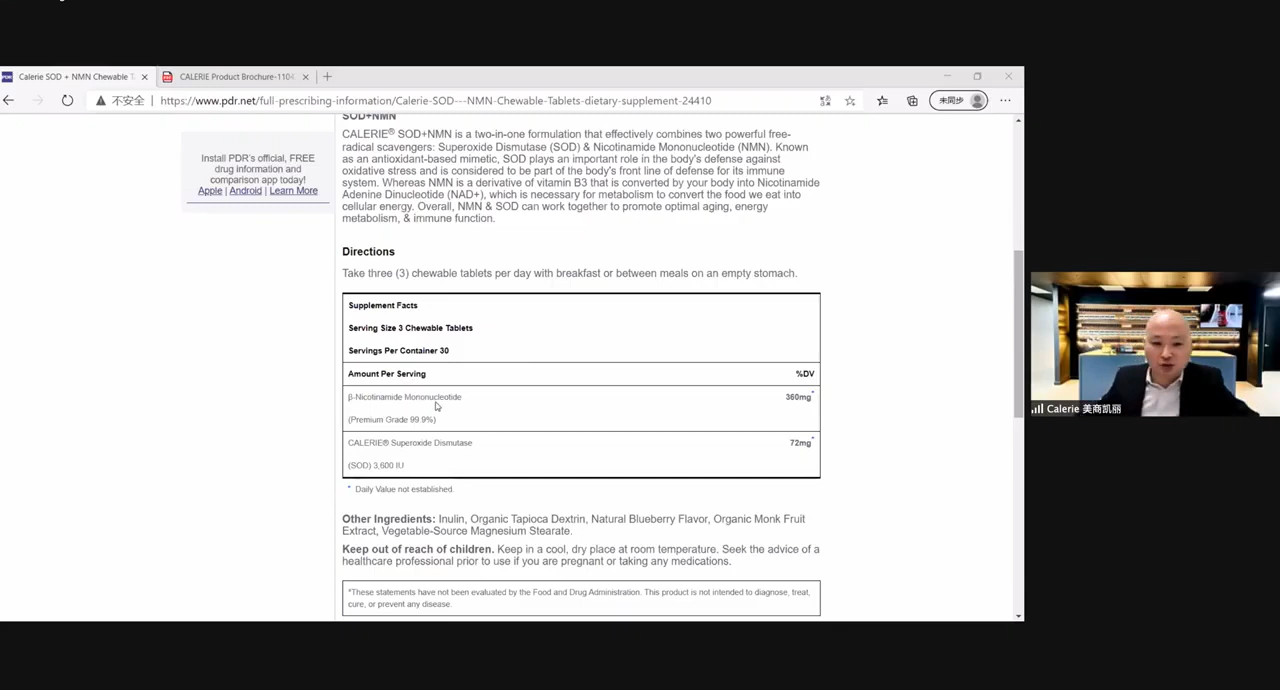 Calerie SOD + NMN Chewable T
CALERIE Product Brochure-1104
不安全 | https://www.pdr.net/full-prescribing-information/Calerie-SOD---NMN-Chewable-Tablets-dietary-supplement-24410
未同步
SOD+NMN
Install PDR's official, FREE
drug information and
comparison app today!
Apple | Android | Learn More
CALERIE® SOD+NMN is a two-in-one formulation that effectively combines two powerful free-
radical scavengers: Superoxide Dismutase (SOD) & Nicotinamide Mononucleotide (NMN). Known
as an antioxidant-based mimetic, SOD plays an important role in the body's defense against
oxidative stress and is considered to be part of the body's front line of defense for its immune
system. Whereas NMN is a derivative of vitamin B3 that is converted by your body into Nicotinamide
Adenine Dinucleotide (NAD+), which is necessary for metabolism to convert the food we eat into
cellular energy. Overall, NMN & SOD can work together to promote optimal aging, energy
metabolism, & immune function.
Directions
Take three (3) chewable tablets per day with breakfast or between meals on an empty stomach.
Supplement Facts
Serving Size 3 Chewable Tablets
Servings Per Container 30
Amount Per Serving %DV
β-Nicotinamide Mononucleotide 360mg*
(Premium Grade 99.9%)
CALERIE® Superoxide Dismutase 72mg*
(SOD) 3,600 IU
* Daily Value not established.
Other Ingredients: Inulin, Organic Tapioca Dextrin, Natural Blueberry Flavor, Organic Monk Fruit
Extract, Vegetable-Source Magnesium Stearate.
Keep out of reach of children. Keep in a cool, dry place at room temperature. Seek the advice of a
healthcare professional prior to use if you are pregnant or taking any medications.
*These statements have not been evaluated by the Food and Drug Administration. This product is not intended to diagnose, treat,
cure, or prevent any disease.
Calerie 美商凯丽